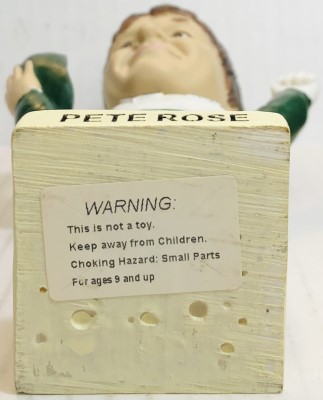 PETE ROSE
WARNING:
This is not a toy.
Keep away from Children.
Choking Hazard: Small Parts
For ages 9 and up